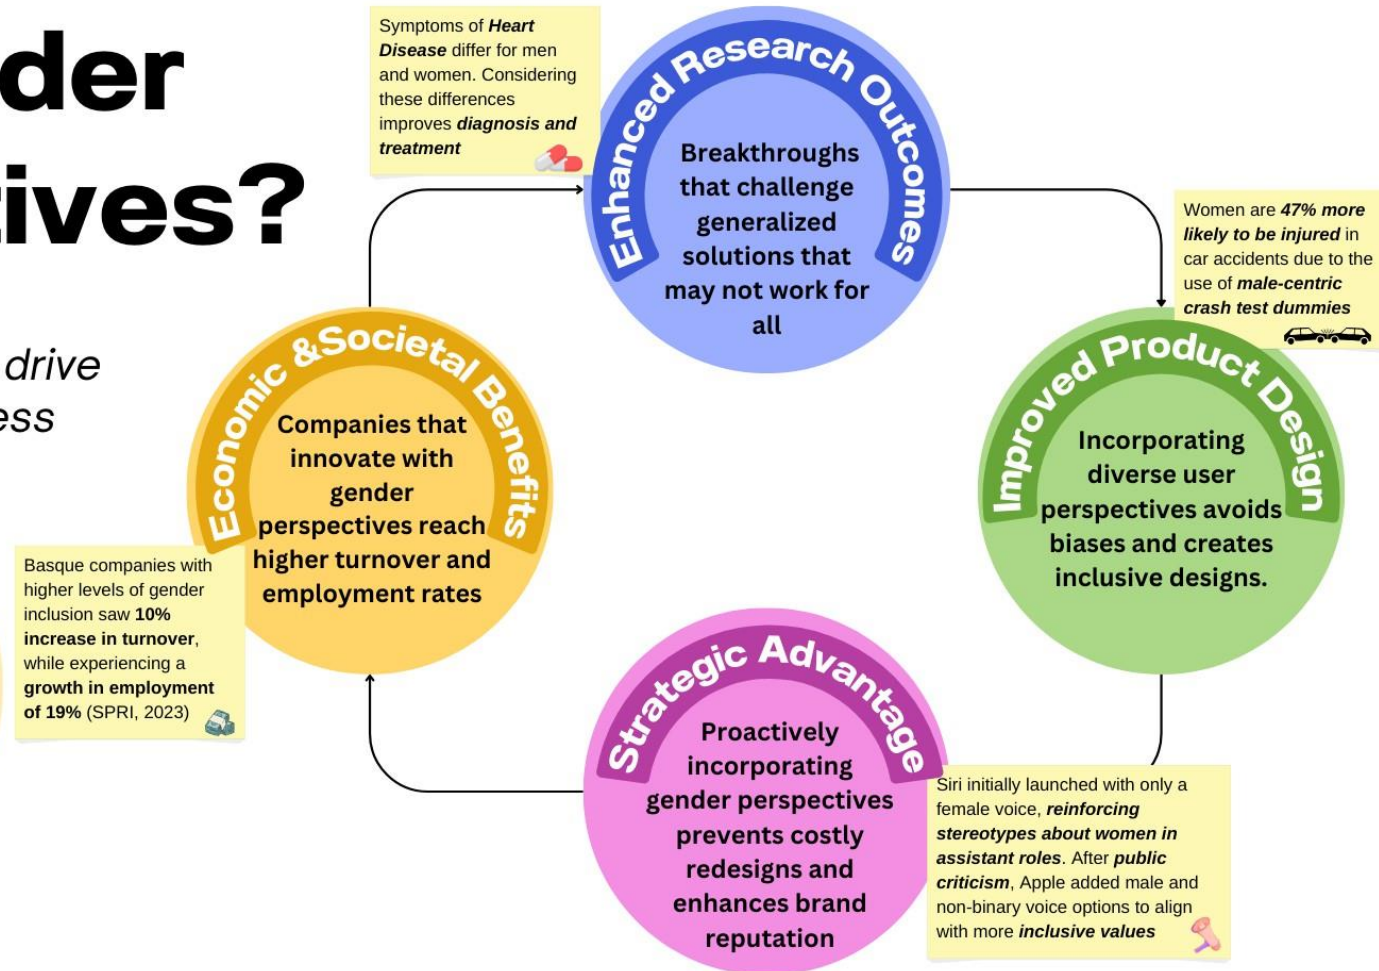 der
tives?
drive
ess
Symptoms of Heart
Disease differ for men
and women. Considering
these differences
improves diagnosis and
treatment
Enhanced Research Outcomes
Breakthroughs
that challenge
generalized
solutions that
may not work for
all
Women are 47% more
likely to be injured in
car accidents due to the
use of male-centric
crash test dummies
Improved Product Design
Incorporating
diverse user
perspectives avoids
biases and creates
inclusive designs.
Strategic Advantage
Proactively
incorporating
gender perspectives
prevents costly
redesigns and
enhances brand
reputation
Siri initially launched with only a
female voice, reinforcing
stereotypes about women in
assistant roles. After public
criticism, Apple added male and
non-binary voice options to align
with more inclusive values
Economic &Societal Benefits
Companies that
innovate with
gender
perspectives reach
higher turnover and
employment rates
Basque companies with
higher levels of gender
inclusion saw 10%
increase in turnover,
while experiencing a
growth in employment
of 19% (SPRI, 2023)